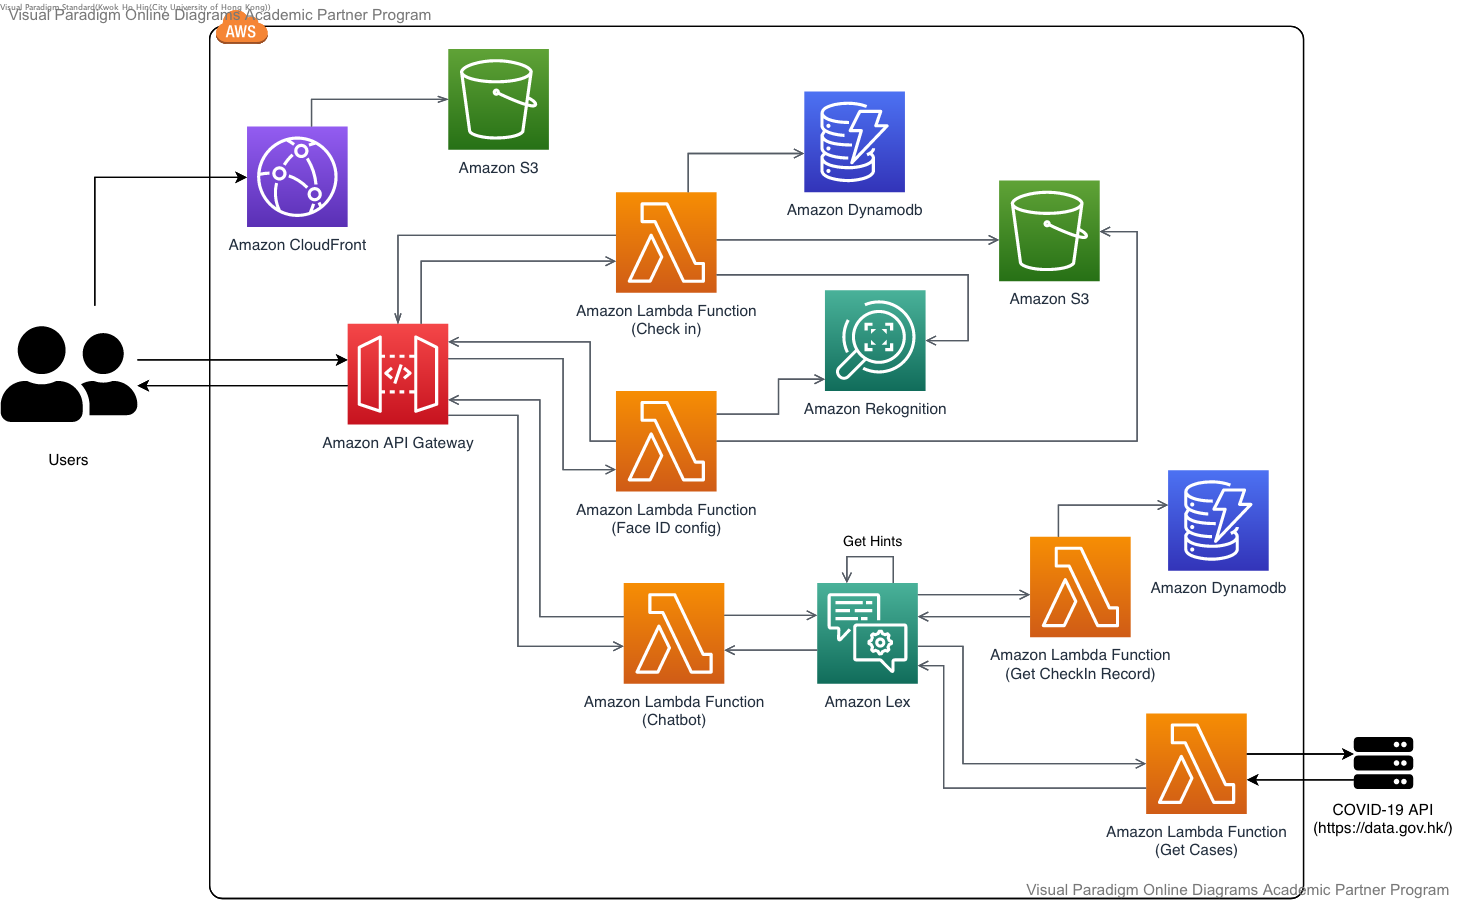 Visual Paradigm Standard(Kwok Ho Hin(City University of Hong Kong))
Visual Paradigm Online Diagrams Academic Partner Program
AWS
Amazon S3
Amazon Dynamodb
Amazon CloudFront
Amazon S3
Amazon Lambda Function
(Check in)
Amazon Rekognition
Amazon API Gateway
Users
Amazon Lambda Function
(Face ID config)
Get Hints
Amazon Dynamodb
Amazon Lambda Function
(Get CheckIn Record)
Amazon Lambda Function
(Chatbot)
Amazon Lex
COVID-19 API
(https://data.gov.hk/)
Amazon Lambda Function
(Get Cases)
Visual Paradigm Online Diagrams Academic Partner Program